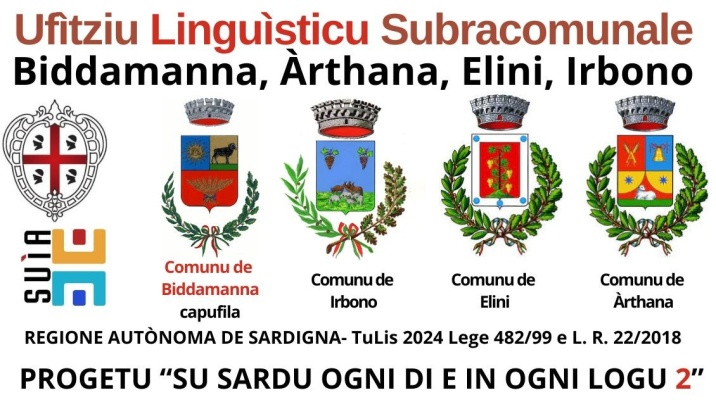 Ufìtziu Linguìsticu Subracomunale
Biddamanna, Àrthana, Elini, Irbono
SUÌA
Comunu de
Biddamanna
capufila
Comunu de
Irbono
Comunu de
Elini
Comunu de
Àrthana
REGIONE AUTÒNOMA DE SARDIGNA- TuLis 2024 Lege 482/99 e L. R. 22/2018
PROGETU “SU SARDU OGNI DI E IN OGNI LOGU 2”